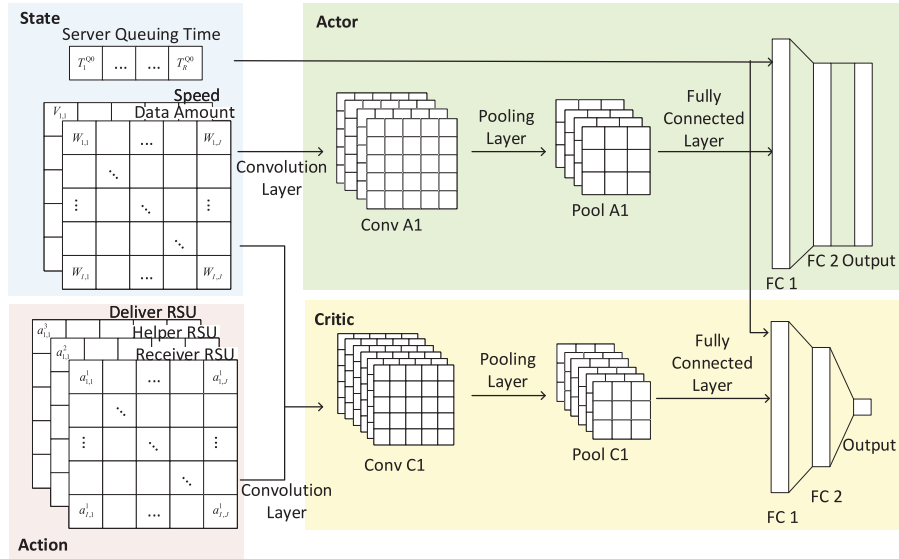 State
Server Queuing Time
T_1^{Q0} ... ... T_R^{Q0}
Speed
V_{1,1}
Data Amount
W_{1,1} ... W_{1,J}
⋱
⋮ ⋱ ⋮
⋱
W_{I,1} ... W_{I,J}
Convolution
Layer
Actor
Conv A1
Pooling
Layer
Pool A1
Fully
Connected
Layer
FC 1
FC 2
Output
Action
Deliver RSU
a_{1,1}^3
Helper RSU
a_{1,1}^2
Receiver RSU
a_{1,1}^1 ... a_{1,J}^1
⋱
⋮ ⋱ ⋮
⋱
a_{I,1}^1 ... a_{I,J}^1
Convolution
Layer
Critic
Conv C1
Pooling
Layer
Pool C1
Fully
Connected
Layer
FC 1
FC 2
Output